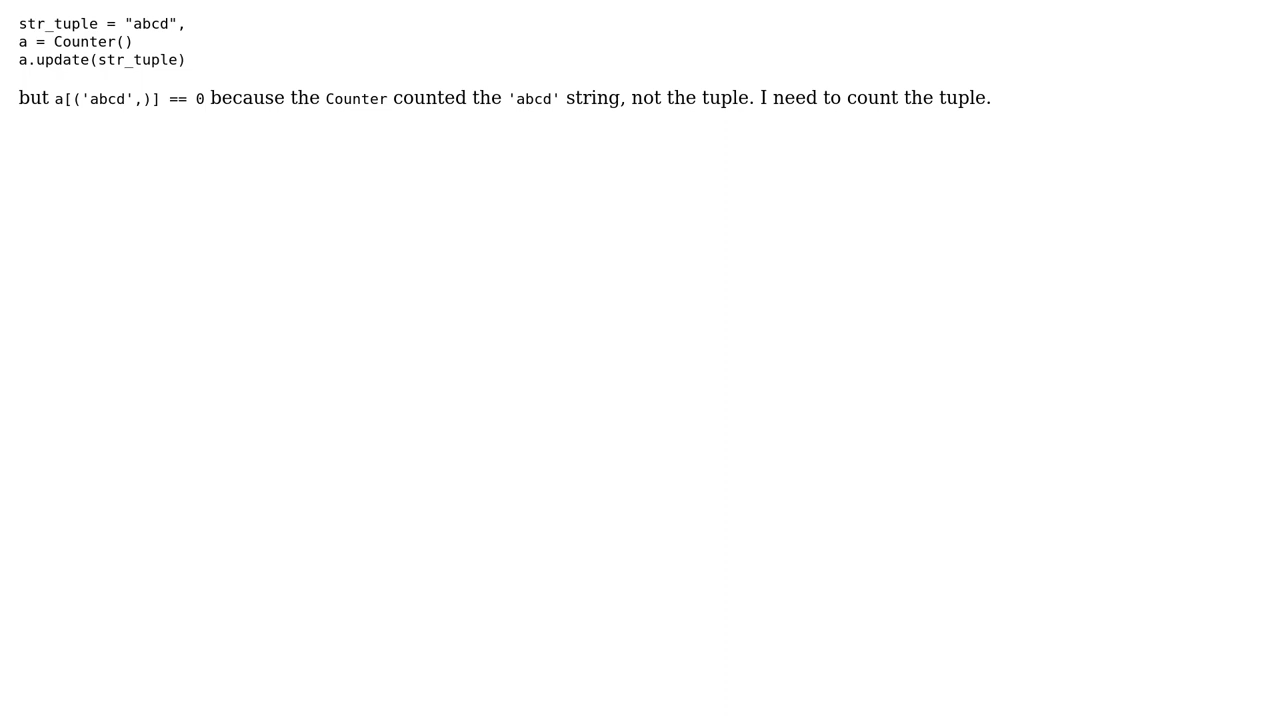 str_tuple = "abcd",
a = Counter()
a.update(str_tuple)
but a[('abcd',)] == 0 because the Counter counted the 'abcd' string, not the tuple. I need to count the tuple.